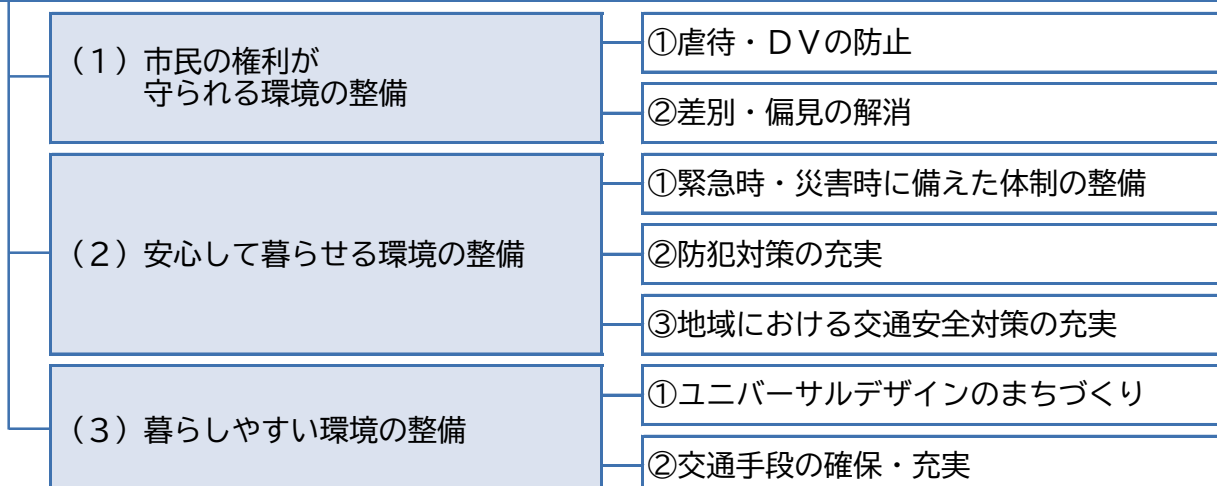 （１）市民の権利が
守られる環境の整備
①虐待・ＤＶの防止
②差別・偏見の解消
（２）安心して暮らせる環境の整備
①緊急時・災害時に備えた体制の整備
②防犯対策の充実
③地域における交通安全対策の充実
（３）暮らしやすい環境の整備
①ユニバーサルデザインのまちづくり
②交通手段の確保・充実